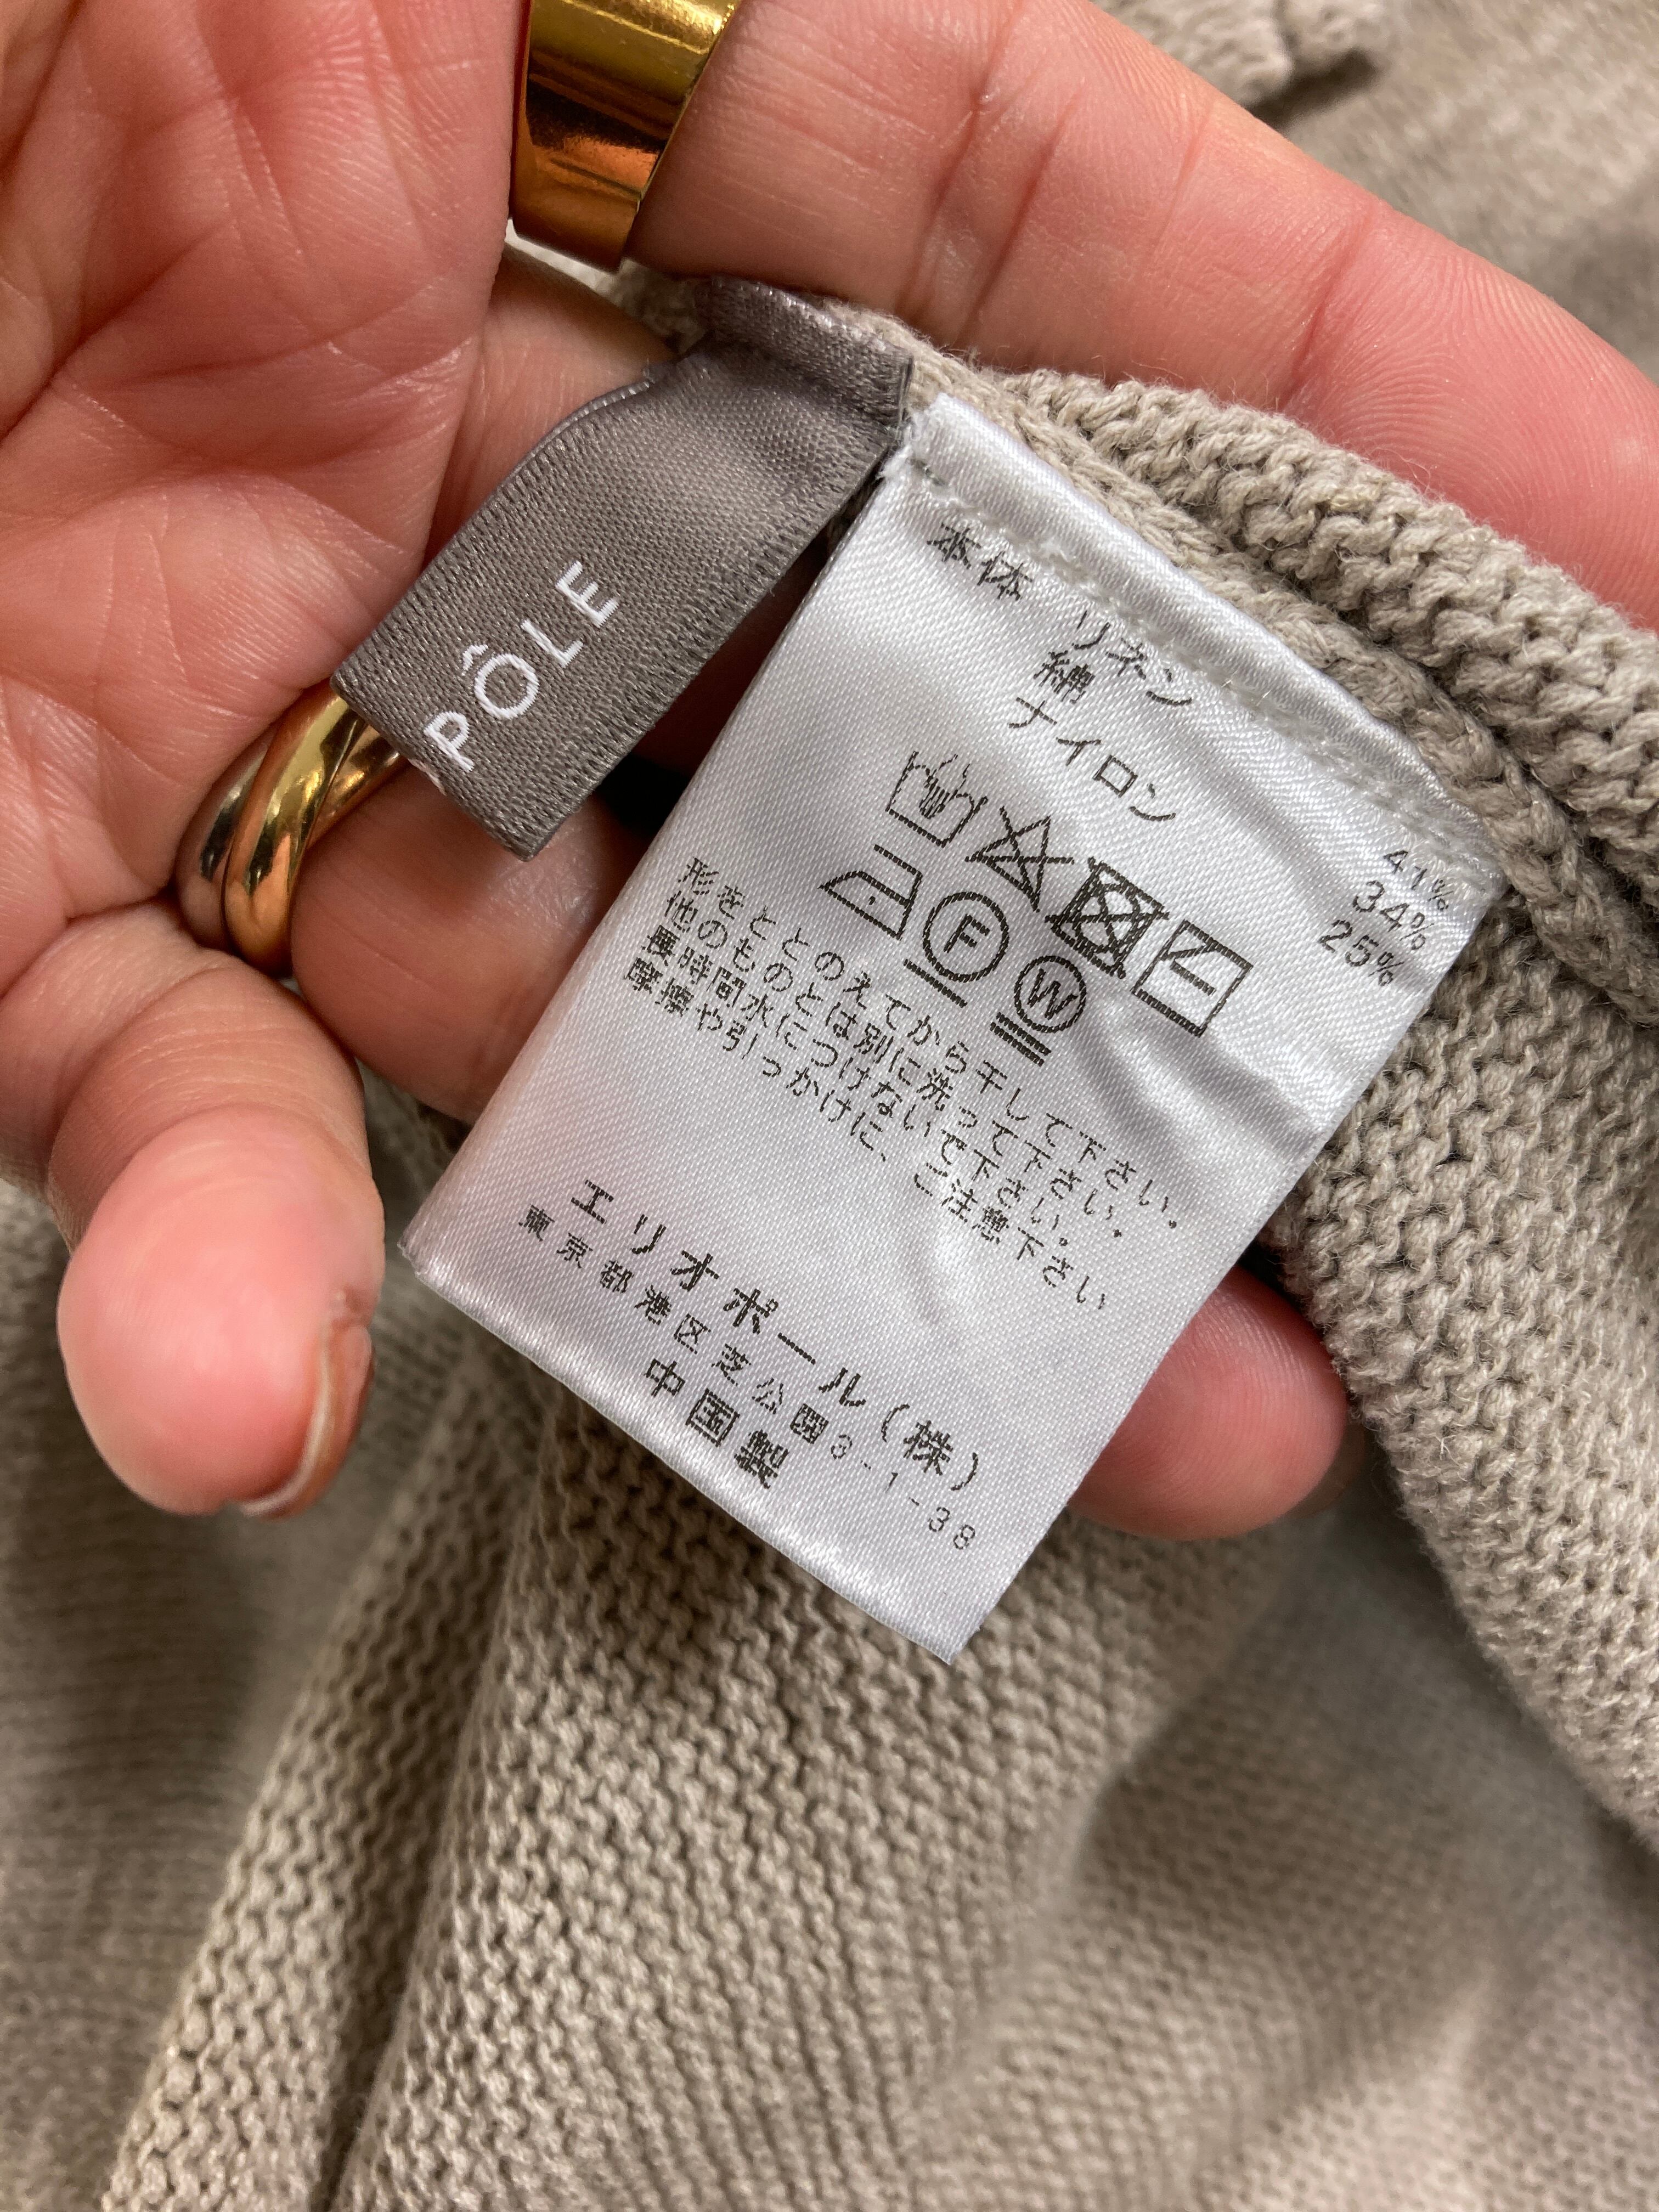 PÔLE
本体 リネン 41%
綿 34%
ナイロン 25%
F
W
形をととのえてから干して下さい。
他のものとは別に洗って下さい。
長時間水につけないで下さい。
摩擦や引っかけに、ご注意下さい
エリオポール(株)
東京都港区芝公園3-1-38
中国製